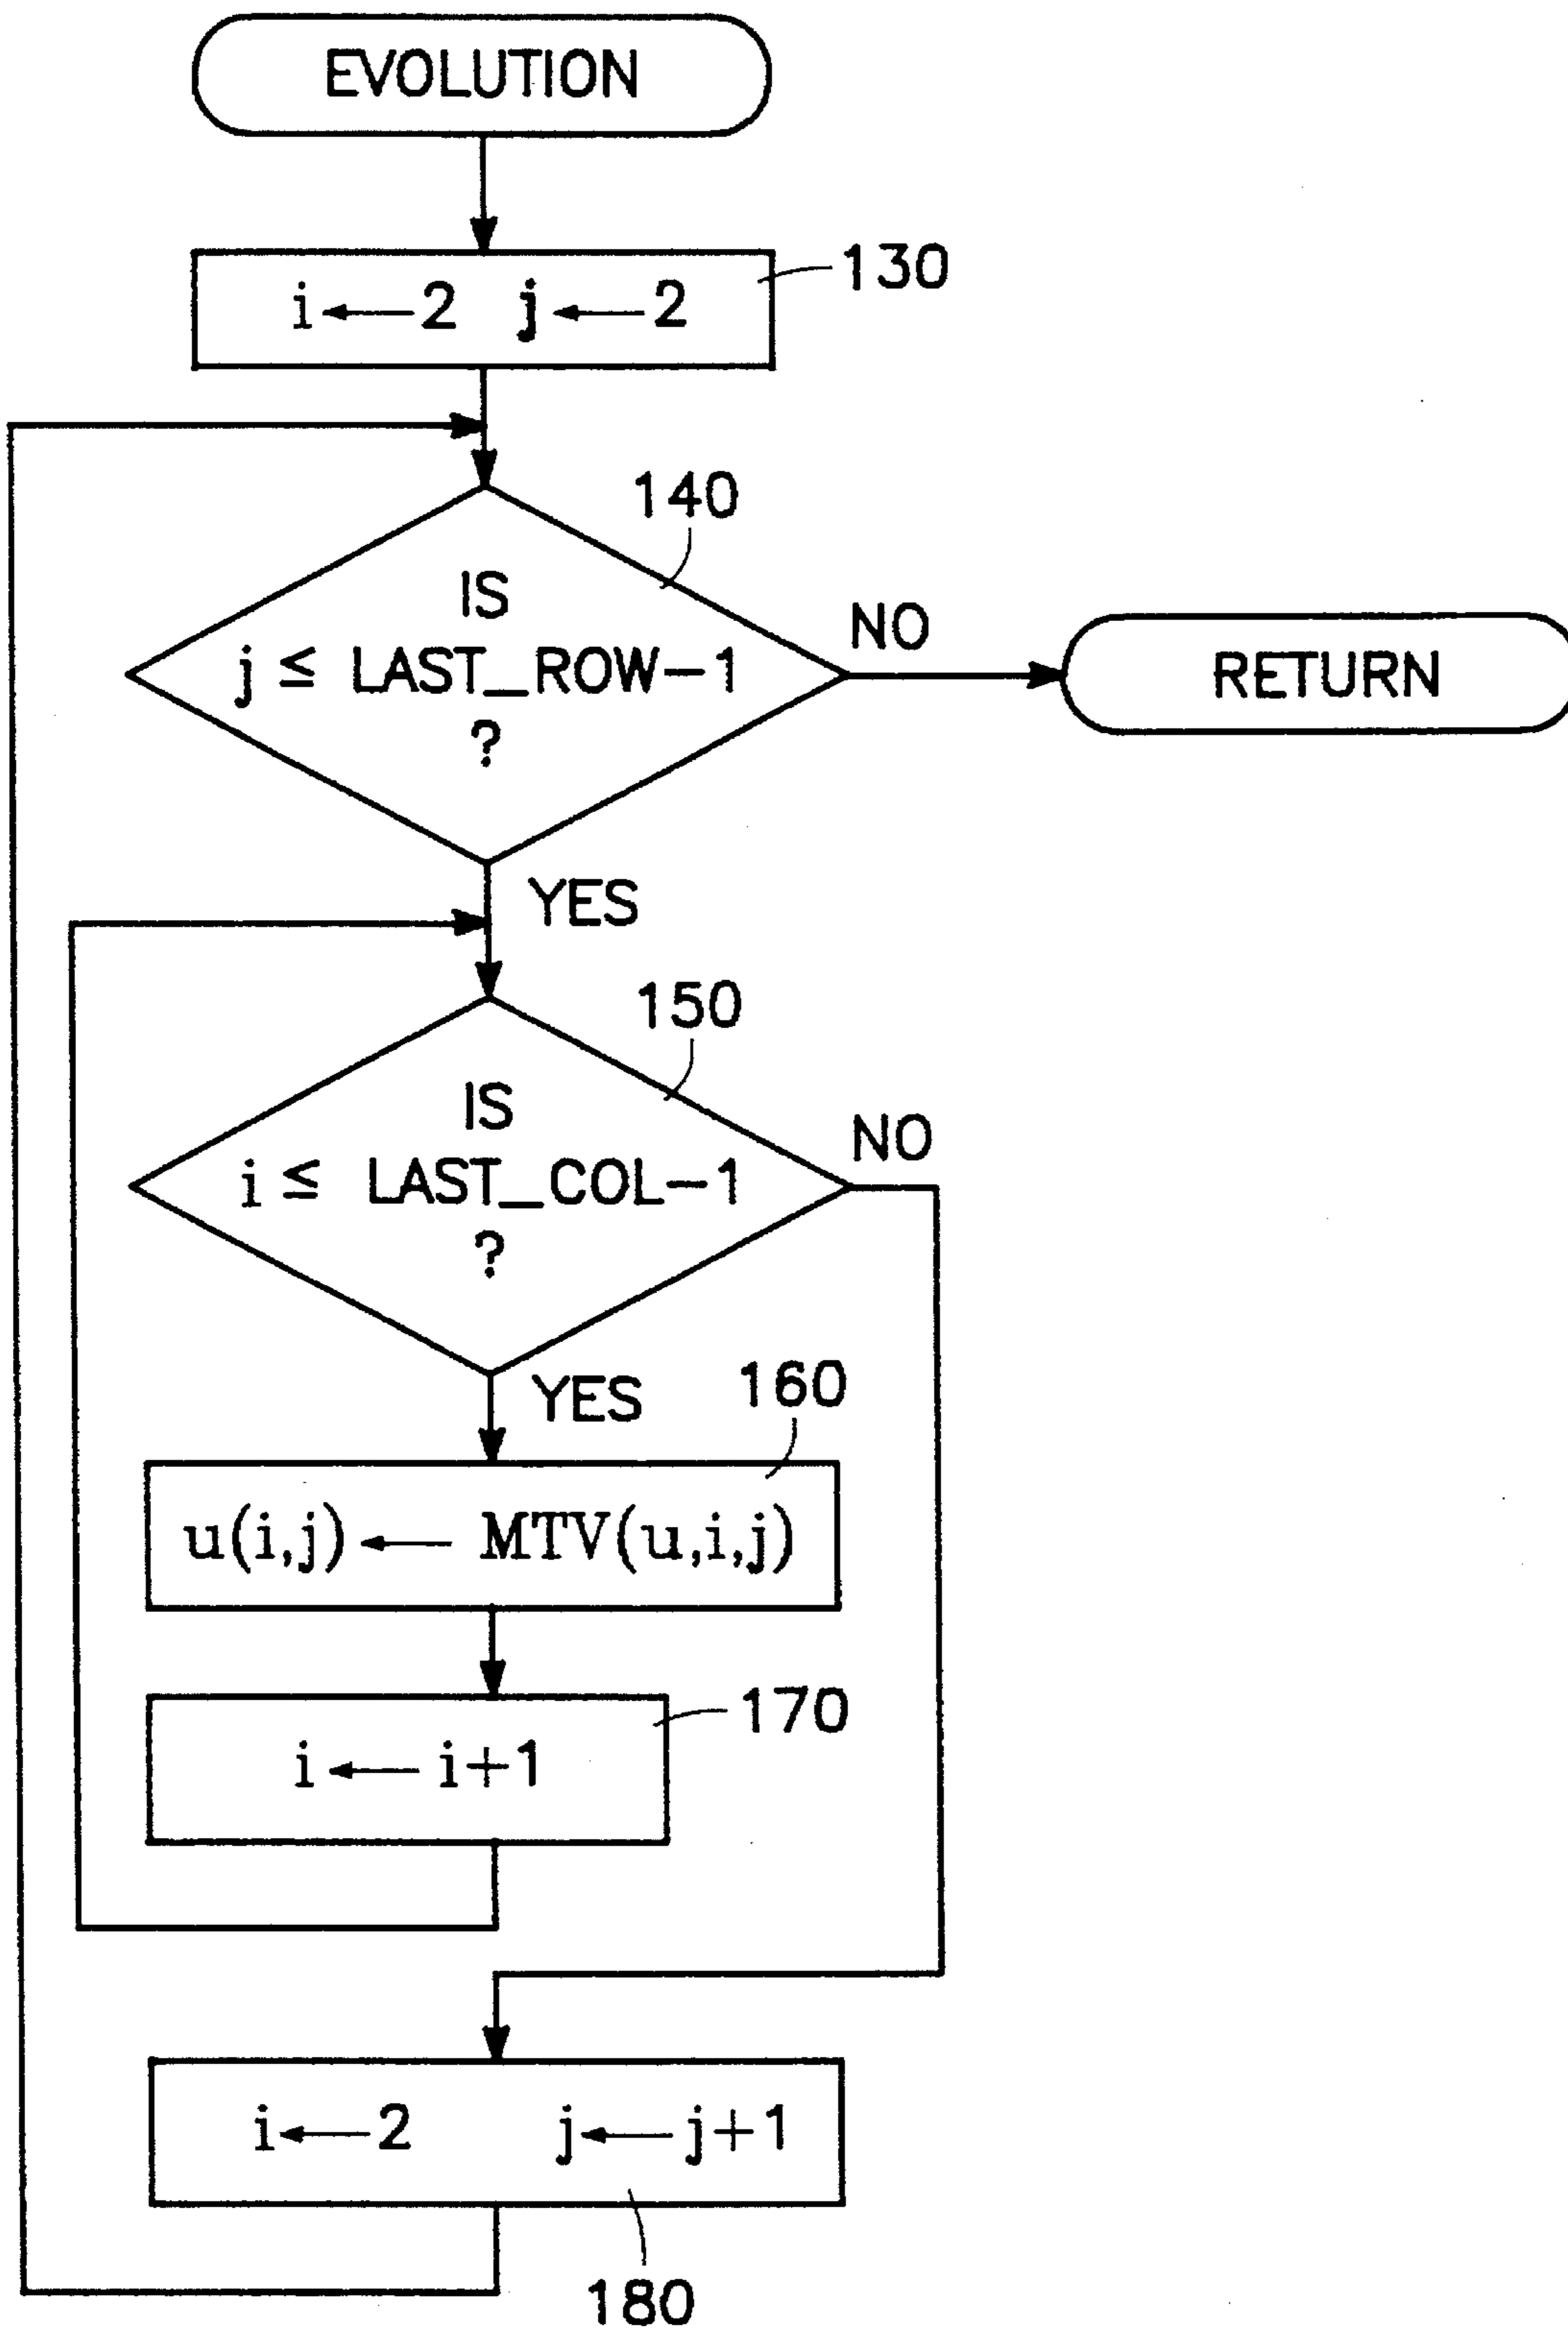 EVOLUTION
i ← 2 j ← 2
130
140
IS
j ≤ LAST_ROW-1
?
NO
RETURN
YES
150
IS
i ≤ LAST_COL-1
?
NO
YES
160
u(i,j) ← MTV(u,i,j)
170
i ← i+1
i ← 2 j ← j+1
180